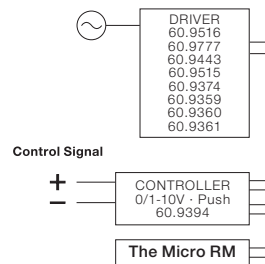 DRIVER
60.9516
60.9777
60.9443
60.9515
60.9374
60.9359
60.9360
60.9361
Control Signal
+
−
CONTROLLER
0/1-10V · Push
60.9394
The Micro RM